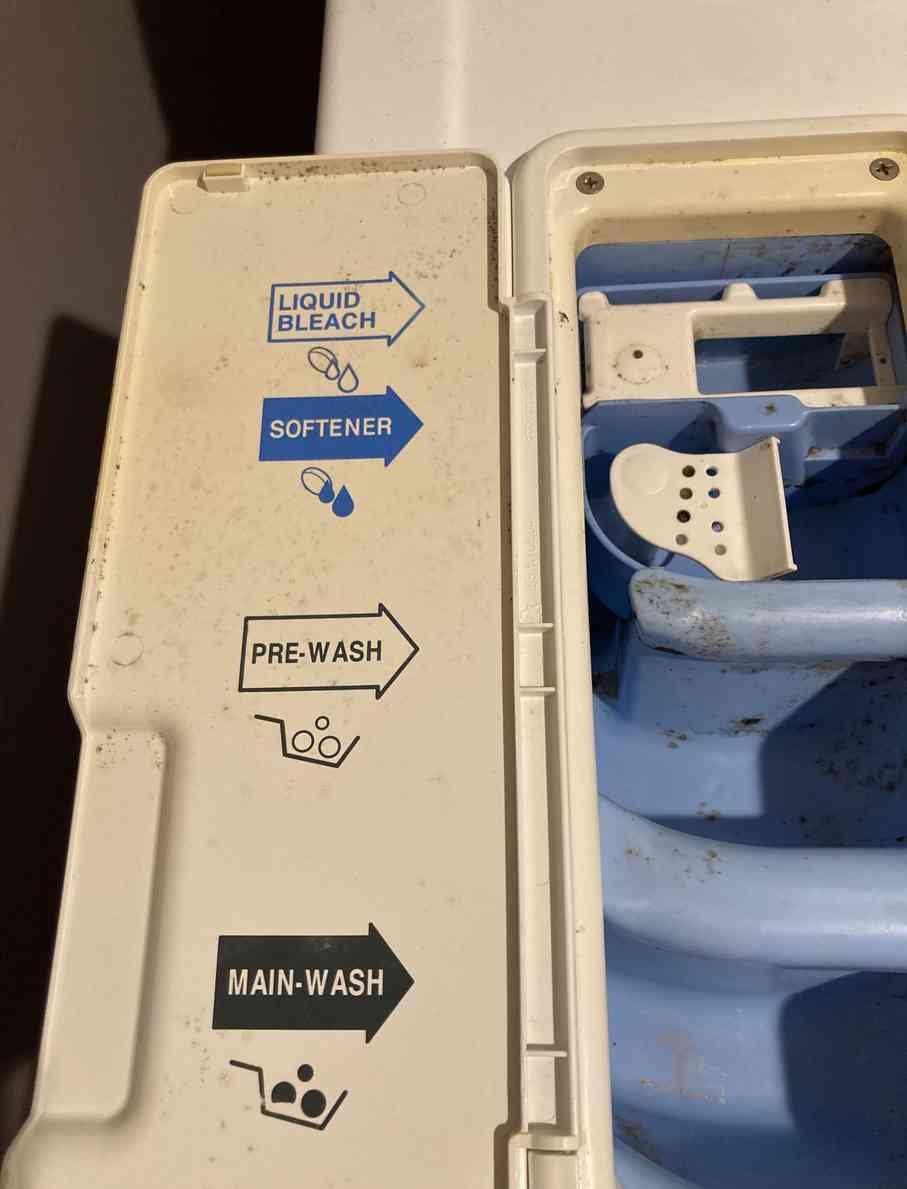 LIQUID
BLEACH
SOFTENER
PRE-WASH
MAIN-WASH